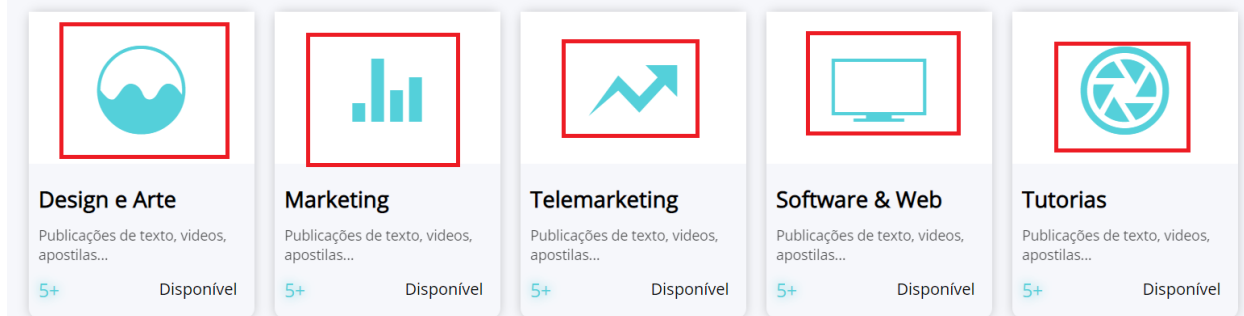 Design e Arte
Publicações de texto, videos,
apostilas...
5+ Disponível
Marketing
Publicações de texto, videos,
apostilas...
5+ Disponível
Telemarketing
Publicações de texto, videos,
apostilas...
5+ Disponível
Software & Web
Publicações de texto, videos,
apostilas...
5+ Disponível
Tutorias
Publicações de texto, videos,
apostilas...
5+ Disponível